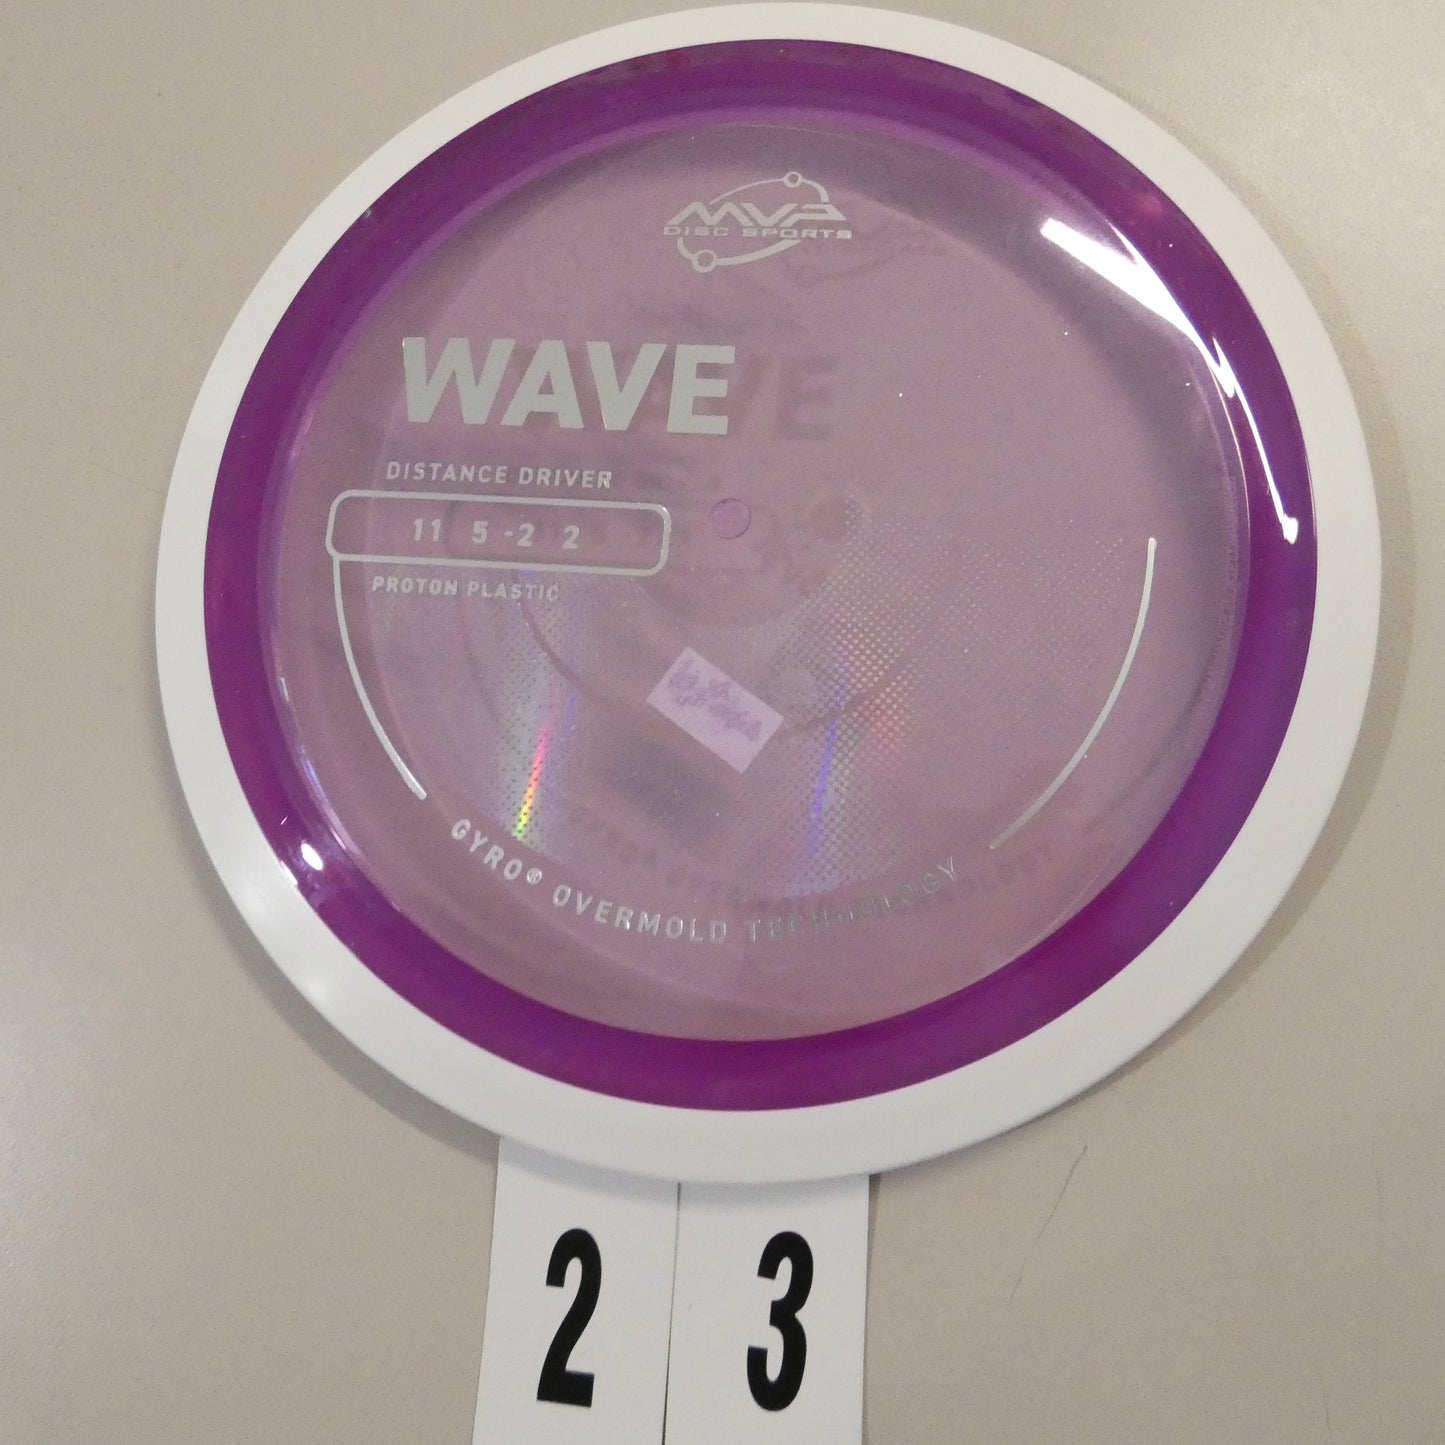 MVP
DISC SPORTS
WAVE
DISTANCE DRIVER
11 5 -2 2
PROTON PLASTIC
GYRO® OVERMOLD TECHNOLOGY
2 3